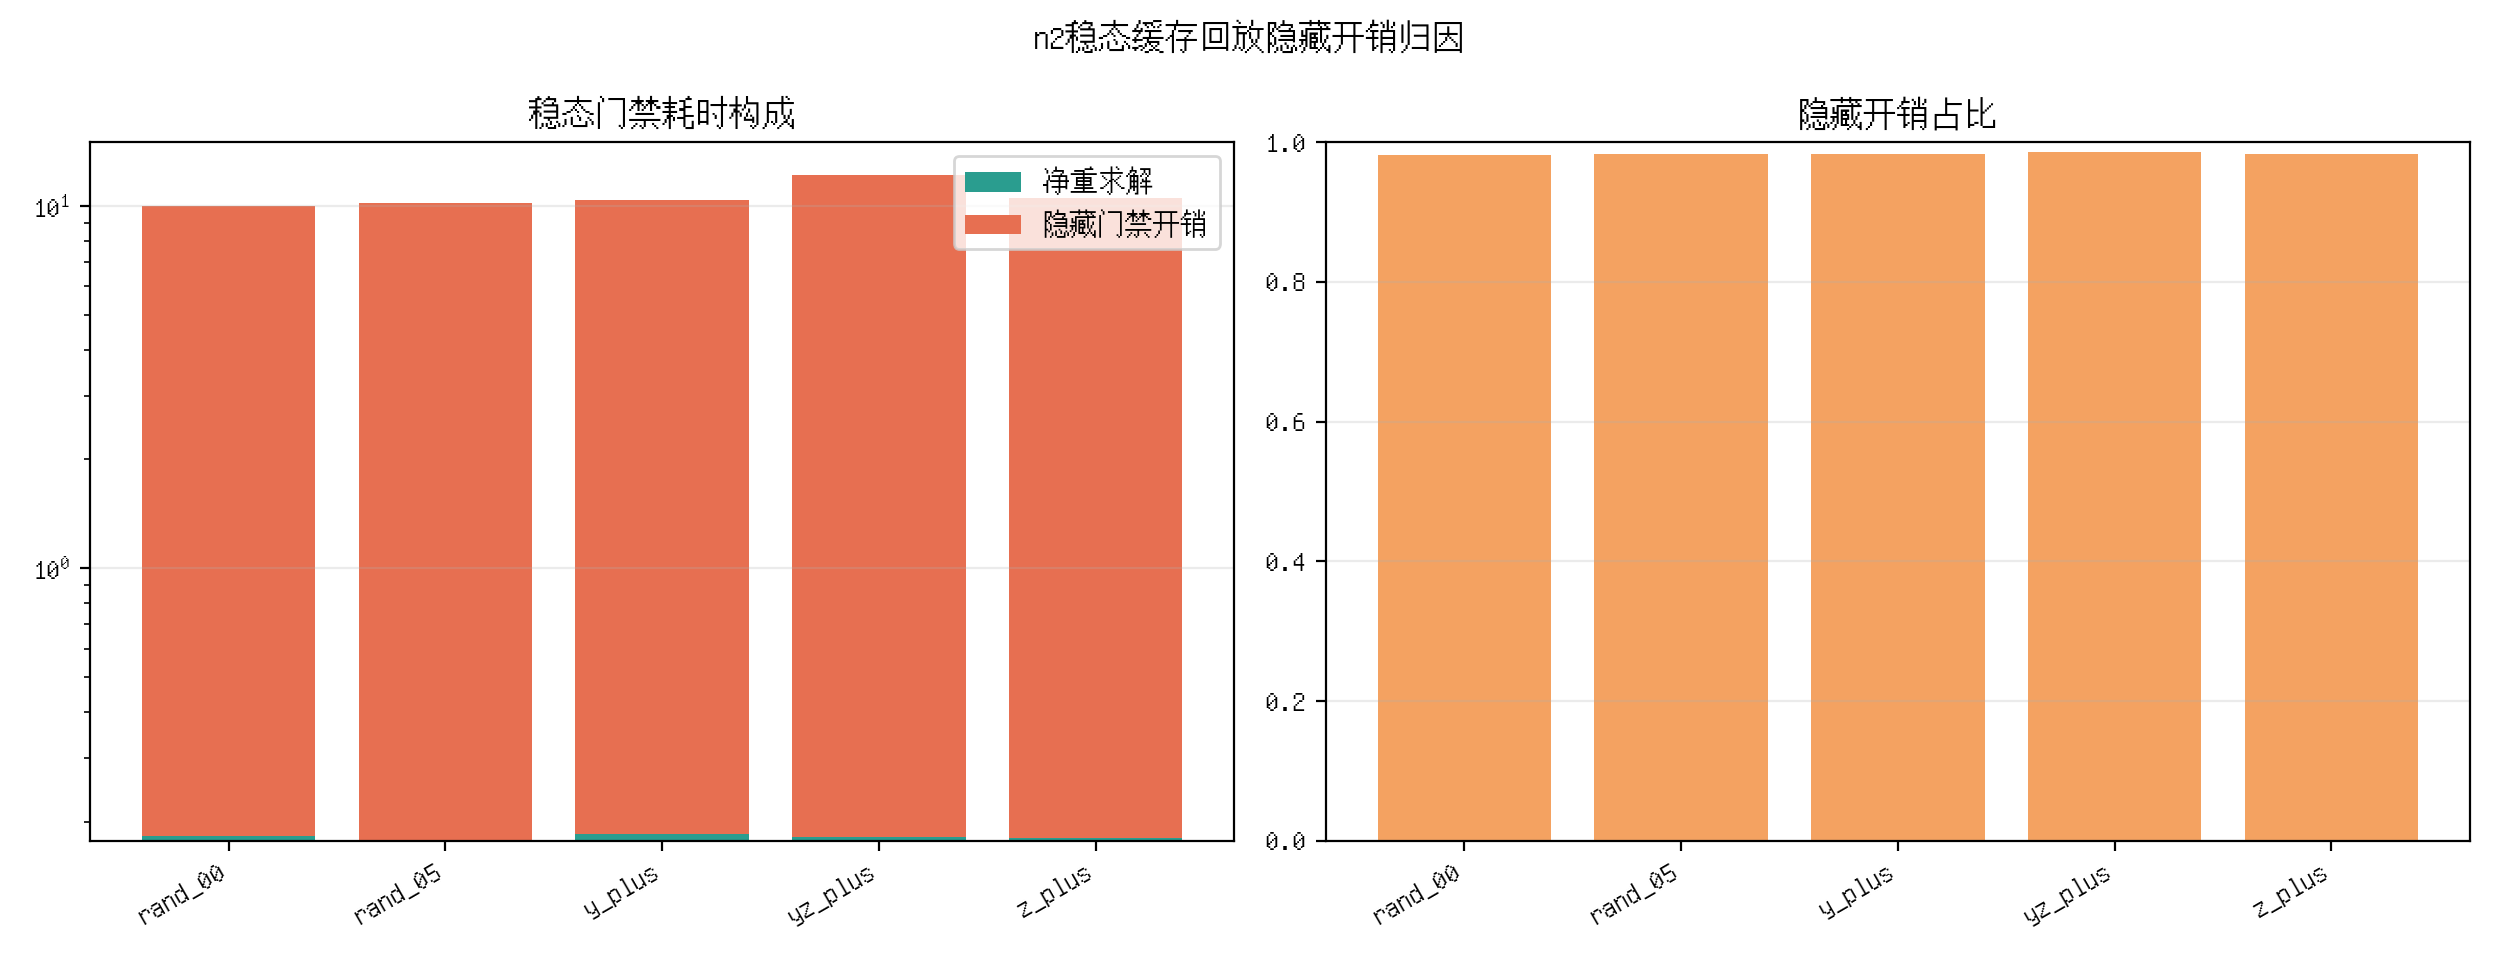 n2稳态缓存回放隐藏开销归因
稳态门禁耗时构成
净重求解
隐藏门禁开销
10¹
10⁰
rand_00
rand_05
y_plus
yz_plus
z_plus
隐藏开销占比
1.0
0.8
0.6
0.4
0.2
0.0
rand_00
rand_05
y_plus
yz_plus
z_plus